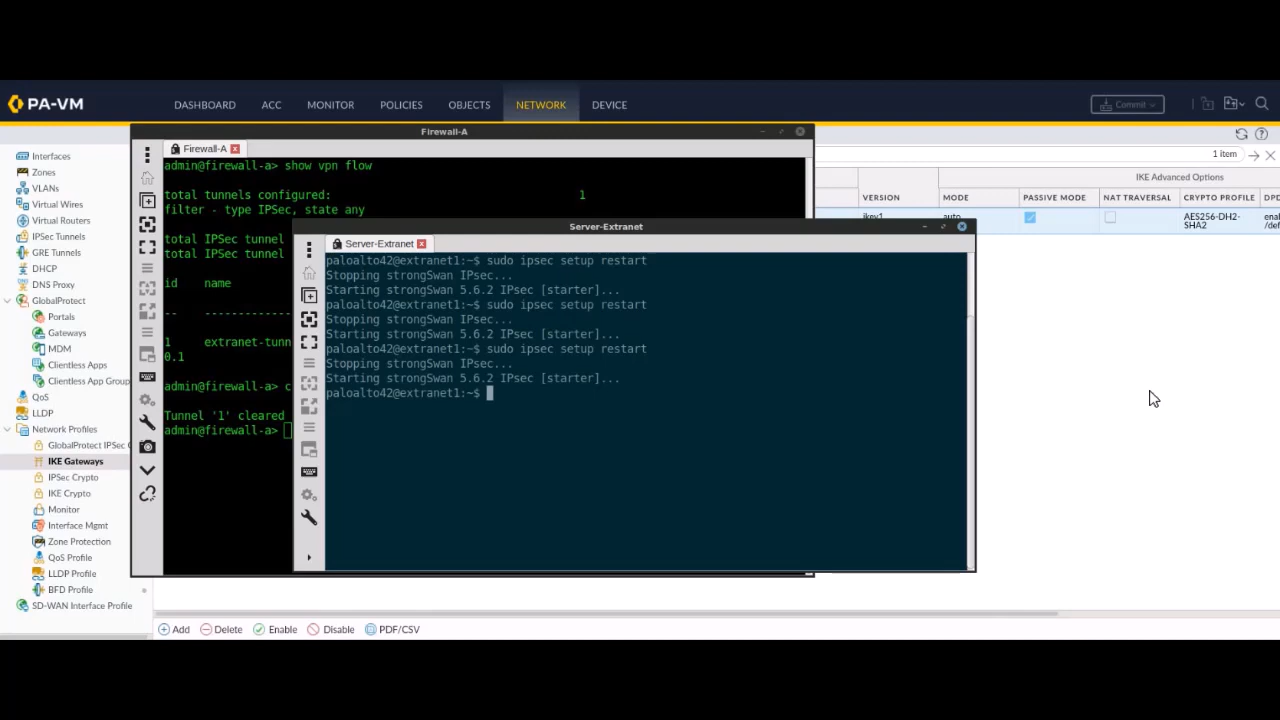 PA-VM
DASHBOARD ACC MONITOR POLICIES OBJECTS NETWORK DEVICE
Commit
Interfaces
Zones
VLANs
Virtual Wires
Virtual Routers
IPSec Tunnels
GRE Tunnels
DHCP
DNS Proxy
GlobalProtect
Portals
Gateways
MDM
Clientless Apps
Clientless App Group
QoS
LLDP
Network Profiles
GlobalProtect IPSec C
IKE Gateways
IPSec Crypto
IKE Crypto
Monitor
Interface Mgmt
Zone Protection
QoS Profile
LLDP Profile
BFD Profile
SD-WAN Interface Profile
Firewall-A
Firewall-A
admin@firewall-a> show vpn flow
total tunnels configured: 1
filter - type IPSec, state any
total IPSec tunnel
total IPSec tunnel
id name
-- -------------
1 extranet-tunn
0.1
admin@firewall-a> c
Tunnel '1' cleared
admin@firewall-a>
Server-Extranet
Server-Extranet
paloalto42@extranet1:~$ sudo ipsec setup restart
Stopping strongSwan IPsec...
Starting strongSwan 5.6.2 IPsec [starter]...
paloalto42@extranet1:~$ sudo ipsec setup restart
Stopping strongSwan IPsec...
Starting strongSwan 5.6.2 IPsec [starter]...
paloalto42@extranet1:~$ sudo ipsec setup restart
Stopping strongSwan IPsec...
Starting strongSwan 5.6.2 IPsec [starter]...
paloalto42@extranet1:~$
1 item
IKE Advanced Options
VERSION MODE PASSIVE MODE NAT TRAVERSAL CRYPTO PROFILE DPD
ikev1 auto AES256-DH2- ena
SHA2 /def
Add Delete Enable Disable PDF/CSV